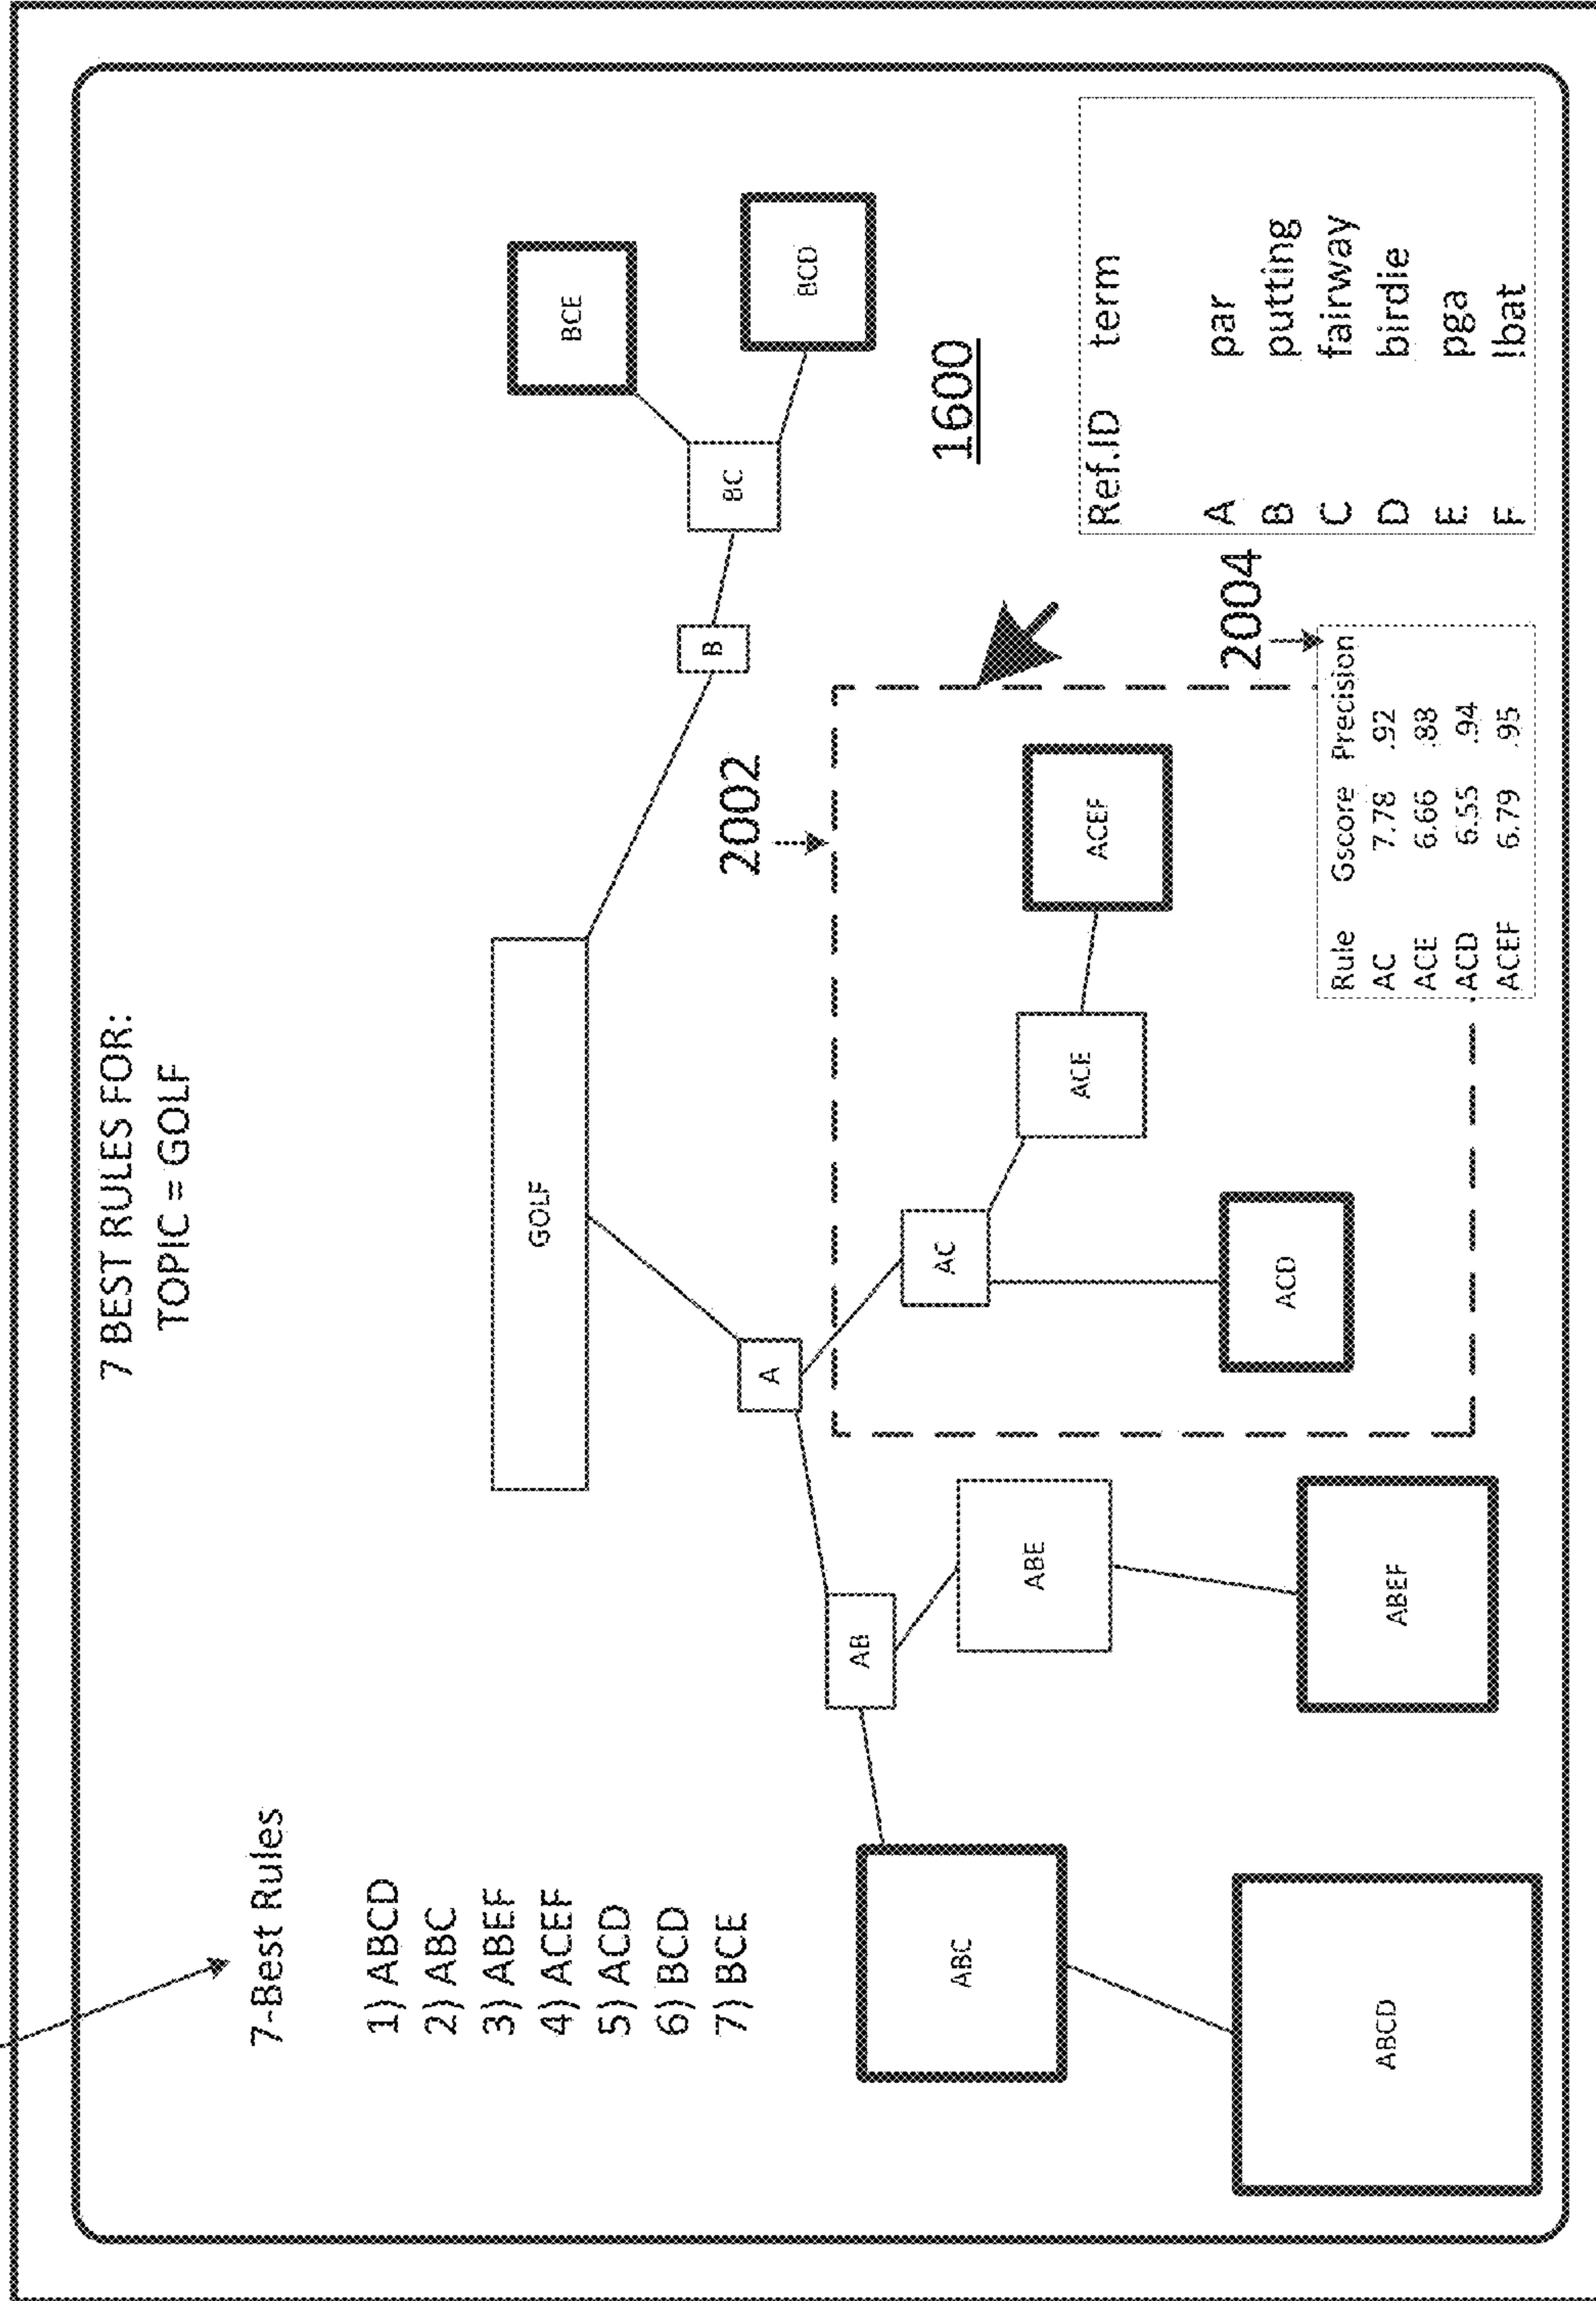 7 BEST RULES FOR:
TOPIC = GOLF
7-Best Rules
1) ABCD
2) ABC
3) ABEF
4) ACEF
5) ACD
6) BCD
7) BCE
GOLF
A
B
AB
AC
BC
BCE
BCD
ABC
ABE
ACE
ACEF
ABCD
ABEF
ACD
2002
1600
2004
Rule Gscore Precision
AC 7.78 .92
ACE 6.66 .88
ACD 6.55 .94
ACEF 6.79 .95
Ref.ID term
A par
B putting
C fairway
D birdie
E pga
F !bat